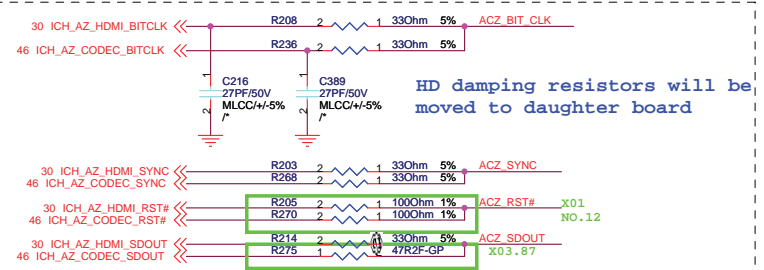 30 ICH_AZ_HDMI_BITCLK R208 2 1 33Ohm 5% ACZ_BIT_CLK
46 ICH_AZ_CODEC_BITCLK R236 2 1 33Ohm 5%
1 1
C216 C389
27PF/50V 27PF/50V
MLCC/+/-5% MLCC/+/-5%
2 /* 2 /*
HD damping resistors will be
moved to daughter board
30 ICH_AZ_HDMI_SYNC R203 2 1 33Ohm 5% ACZ_SYNC
46 ICH_AZ_CODEC_SYNC R268 2 1 33Ohm 5%
30 ICH_AZ_HDMI_RST# R205 2 1 100Ohm 1% ACZ_RST# X01
46 ICH_AZ_CODEC_RST# R270 2 1 100Ohm 1% NO.12
30 ICH_AZ_HDMI_SDOUT R214 2 33Ohm 5% ACZ_SDOUT
46 ICH_AZ_CODEC_SDOUT R275 1 47R2F-GP X03.87